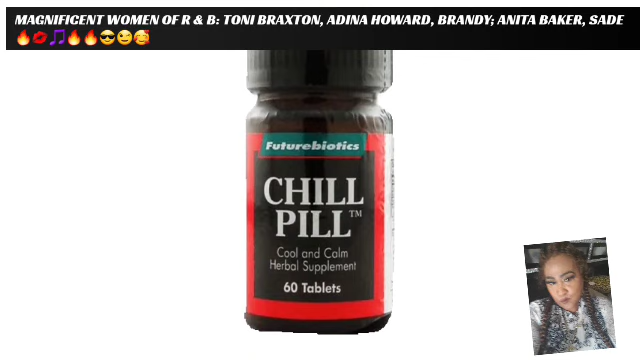 MAGNIFICENT WOMEN OF R & B: TONI BRAXTON, ADINA HOWARD, BRANDY; ANITA BAKER, SADE
🔥💋🎵🔥🔥😎😉🥰
Futurebiotics
CHILL
PILL™
Cool and Calm
Herbal Supplement
60 Tablets